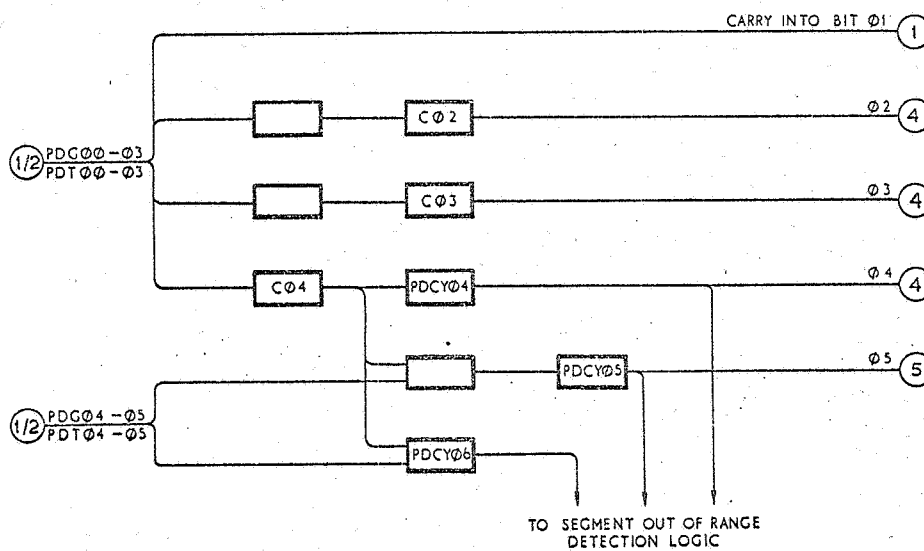 CARRY INTO BIT Ø1
1
CØ2
Ø2
4
1/2
PDGØØ-Ø3
PDTØØ-Ø3
CØ3
Ø3
4
CØ4
PDCYØ4
Ø4
4
PDCYØ5
Ø5
5
1/2
PDGØ4-Ø5
PDTØ4-Ø5
PDCYØ6
TO SEGMENT OUT OF RANGE
DETECTION LOGIC